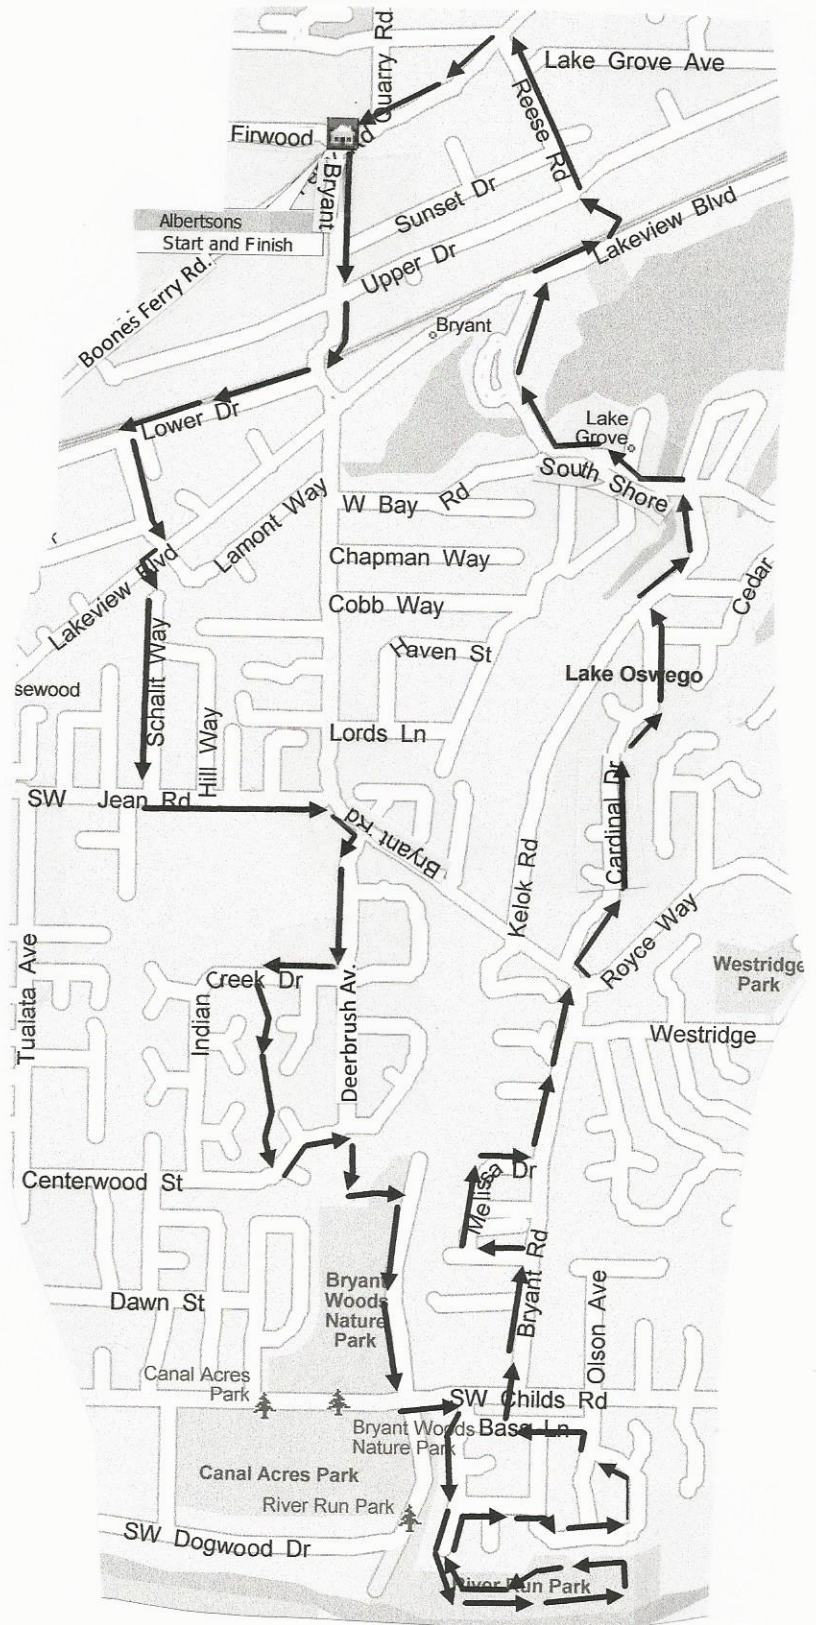 Quarry Rd.
Lake Grove Ave
Reese Rd
Firwood
Bryant
Albertsons
Start and Finish
Sunset Dr
Upper Dr
Lakeview Blvd
Boones Ferry Rd.
Bryant
Lower Dr
Lake
Grove
South Shore
W Bay Rd
Lamont Way
Chapman Way
Lakeview Blvd
Cobb Way
Cedar
Haven St
Schalit Way
Lake Oswego
sewood
Hill Way
Lords Ln
SW Jean Rd
Cardinal Dr
Bryant Rd
Kelok Rd
Royce Way
Tualata Ave
Westridge
Park
Creek Dr
Indian
Deerbrush Av.
Westridge
Melissa Dr
Centerwood St
Bryant Rd
Bryant
Woods
Nature
Park
Dawn St
Olson Ave
Canal Acres
Park
SW Childs Rd
Bryant Woods
Nature Park
Bass Ln
Canal Acres Park
River Run Park
SW Dogwood Dr
River Run Park